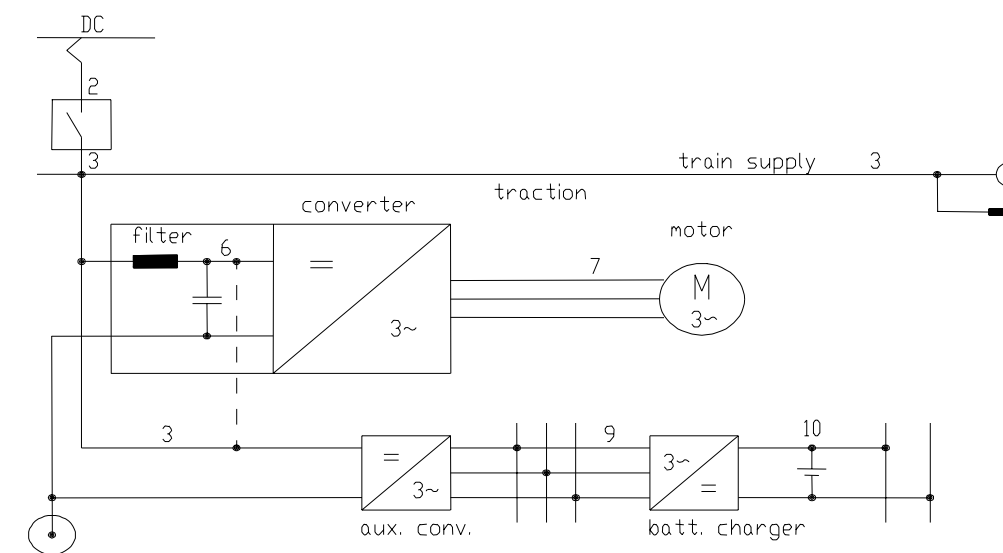 DC
2
3
train supply 3
traction
converter
filter
6
motor
7
M
=
3~
3~
3
9
10
=
3~
3~
=
aux. conv.
batt. charger